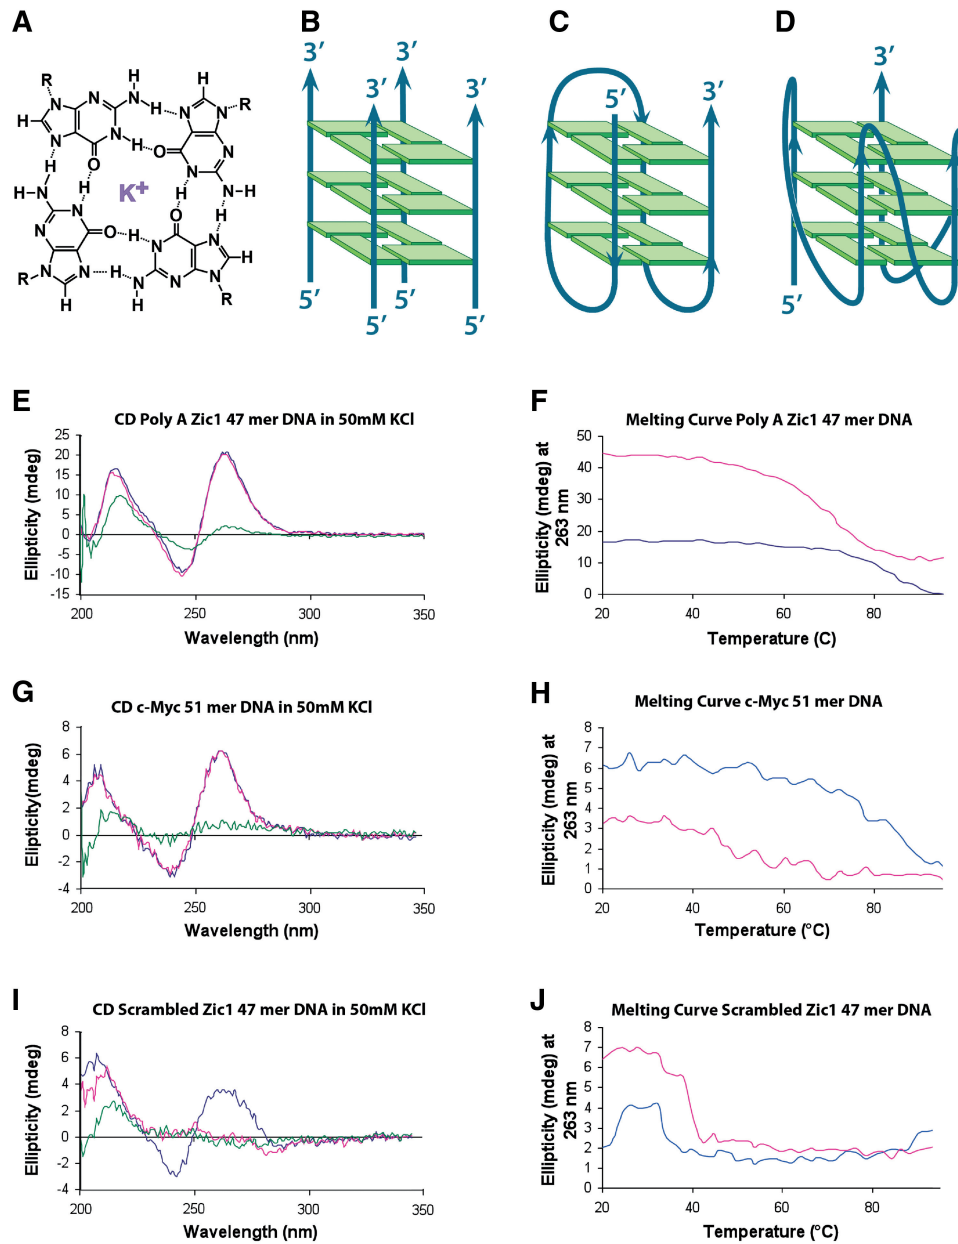 A
B
C
D
R
H
H
N
N
N
H
N
R
H
N
N
H
N
O
N
H
O
N
H
N
H
H
N
K+
H
N
H
O
N
H
N
O
H
N
N
H
R
N
N
H
N
N
R
H
H
3′
3′
3′
3′
5′
5′
5′
5′
5′
3′
3′
5′
E
CD Poly A Zic1 47 mer DNA in 50mM KCl
Ellipticity (mdeg)
25
20
15
10
5
0
-5
-10
-15
200
250
300
350
Wavelength (nm)
F
Melting Curve Poly A Zic1 47 mer DNA
Ellipticity (mdeg) at
263 nm
50
40
30
20
10
0
20
40
60
80
Temperature (C)
G
CD c-Myc 51 mer DNA in 50mM KCl
Ellipticity(mdeg)
8
6
4
2
0
-2
-4
200
250
300
350
Wavelength (nm)
H
Melting Curve c-Myc 51 mer DNA
Ellipticity (mdeg) at
263 nm
8
7
6
5
4
3
2
1
0
20
40
60
80
Temperature (°C)
I
CD Scrambled Zic1 47 mer DNA in 50mM KCl
Ellipticity (mdeg)
8
6
4
2
0
-2
-4
200
250
300
350
Wavelength (nm)
J
Melting Curve Scrambled Zic1 47 mer DNA
Ellipticity (mdeg) at
263 nm
8
7
6
5
4
3
2
1
0
20
40
60
80
Temperature (°C)